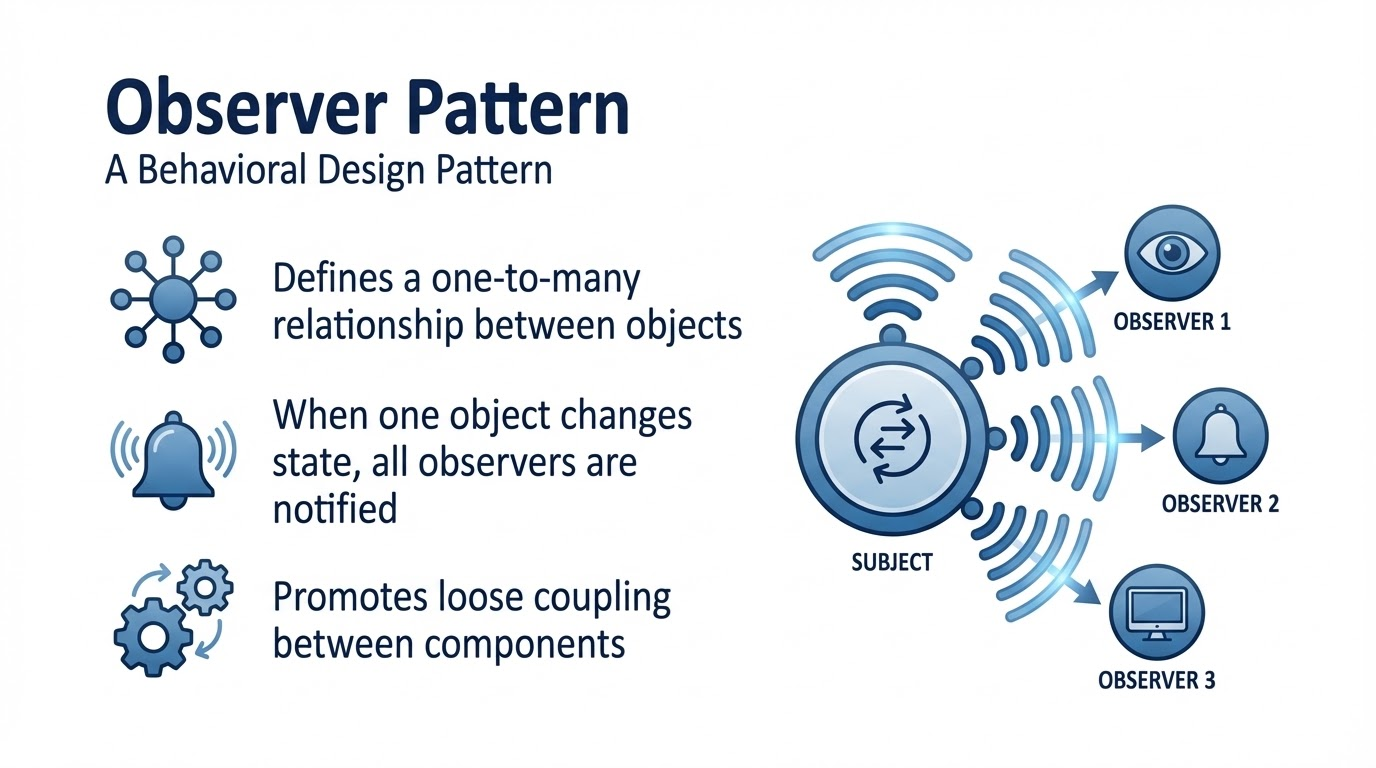 Observer Pattern
A Behavioral Design Pattern
Defines a one-to-many
relationship between objects
When one object changes
state, all observers are
notified
Promotes loose coupling
between components
SUBJECT
OBSERVER 1
OBSERVER 2
OBSERVER 3